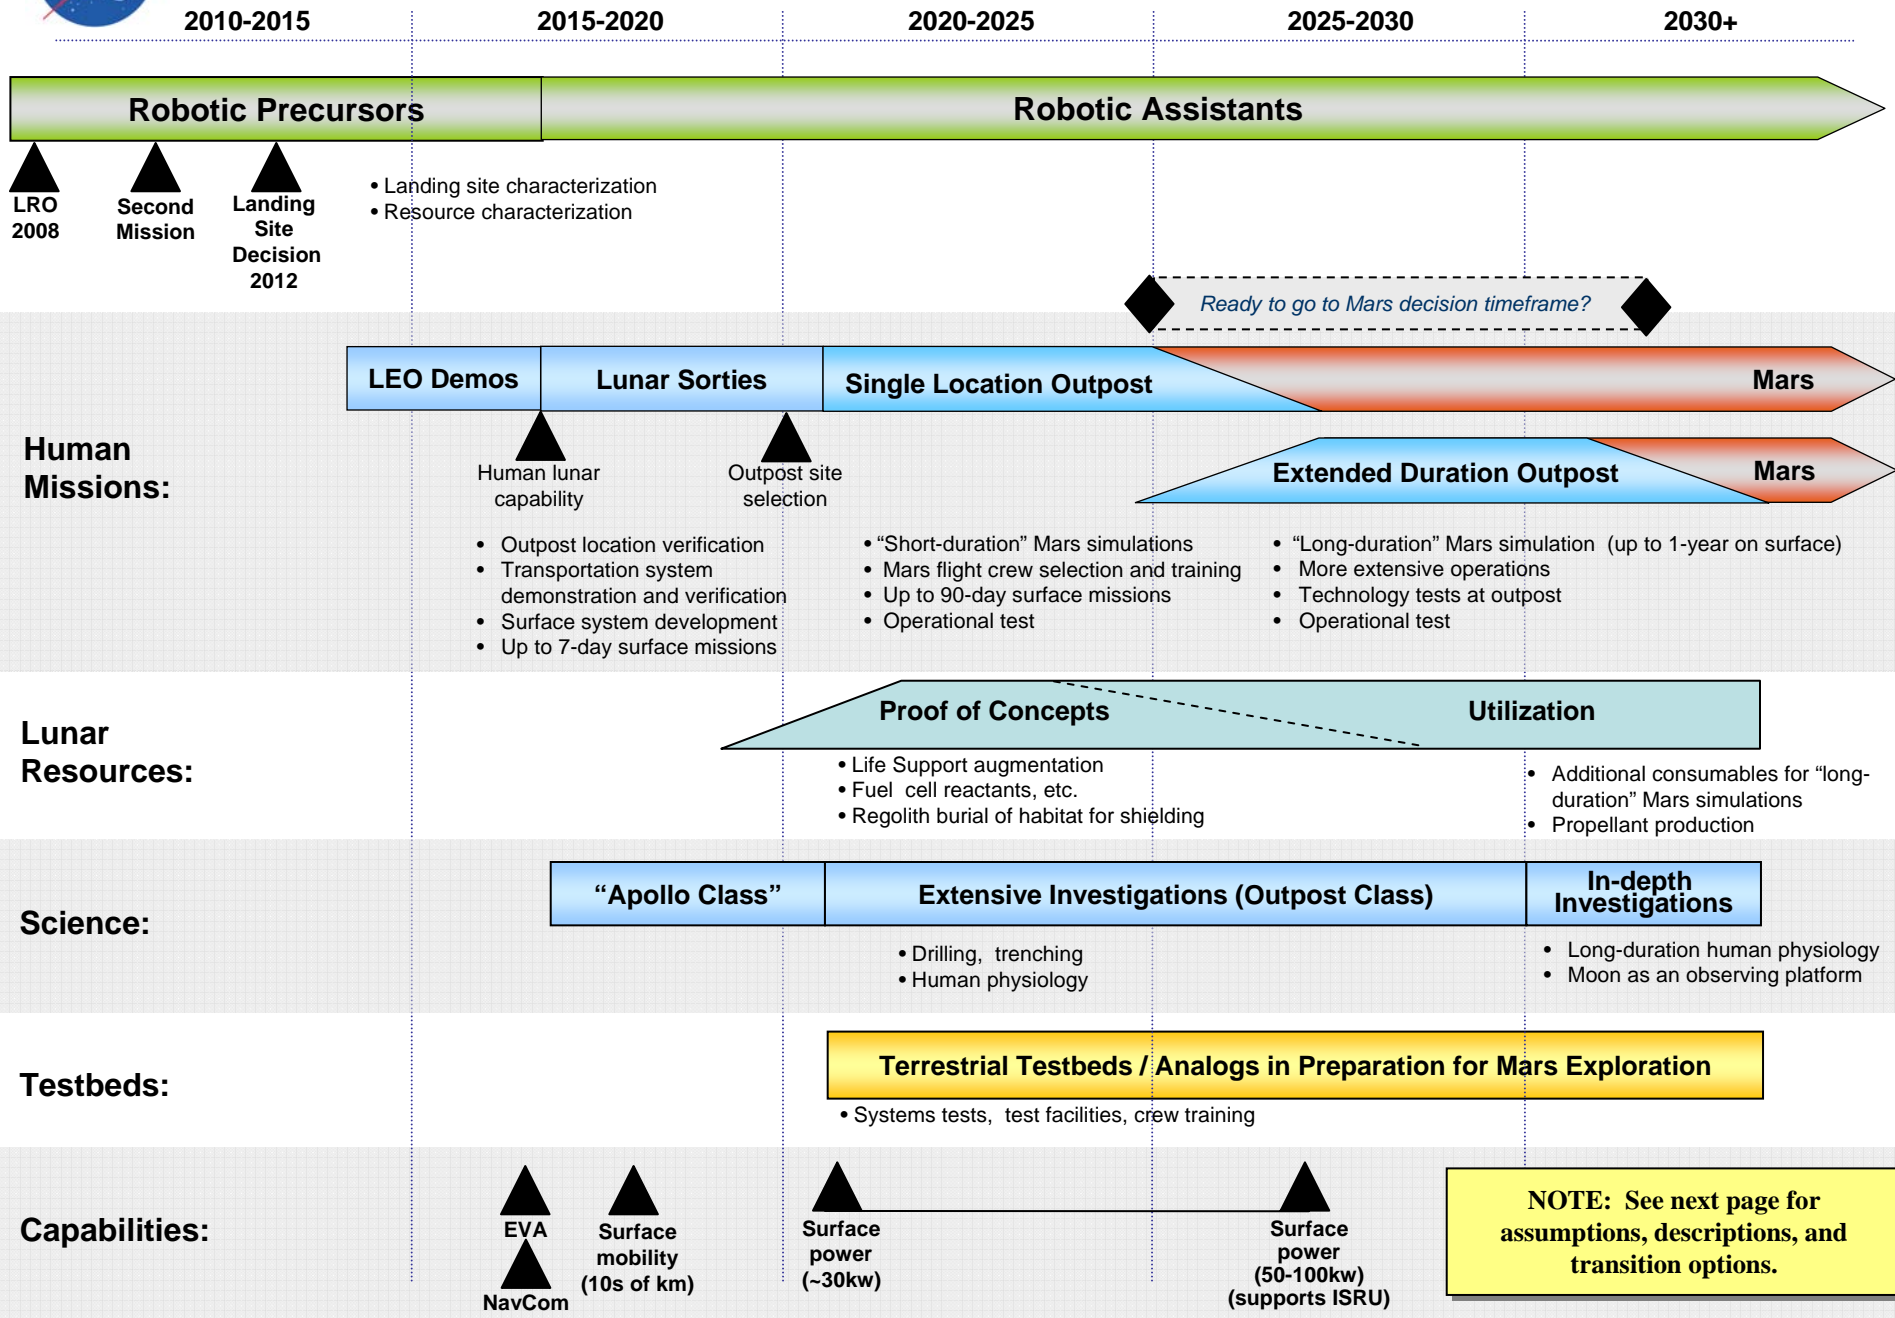 2010-2015 2015-2020 2020-2025 2025-2030 2030+
Robotic Precursors Robotic Assistants
LRO
2008
Second
Mission
Landing
Site
Decision
2012
• Landing site characterization
• Resource characterization
Ready to go to Mars decision timeframe?
Human
Missions:
LEO Demos Lunar Sorties Single Location Outpost Mars
Extended Duration Outpost Mars
Human lunar
capability
Outpost site
selection
• Outpost location verification
• Transportation system
demonstration and verification
• Surface system development
• Up to 7-day surface missions
• “Short-duration” Mars simulations
• Mars flight crew selection and training
• Up to 90-day surface missions
• Operational test
• “Long-duration” Mars simulation (up to 1-year on surface)
• More extensive operations
• Technology tests at outpost
• Operational test
Lunar
Resources:
Proof of Concepts Utilization
• Life Support augmentation
• Fuel cell reactants, etc.
• Regolith burial of habitat for shielding
• Additional consumables for “long-
duration” Mars simulations
• Propellant production
Science:
“Apollo Class” Extensive Investigations (Outpost Class)
In-depth
Investigations
• Drilling, trenching
• Human physiology
• Long-duration human physiology
• Moon as an observing platform
Testbeds:
Terrestrial Testbeds / Analogs in Preparation for Mars Exploration
• Systems tests, test facilities, crew training
Capabilities:
EVA
NavCom
Surface
mobility
(10s of km)
Surface
power
(~30kw)
Surface
power
(50-100kw)
(supports ISRU)
NOTE: See next page for
assumptions, descriptions, and
transition options.